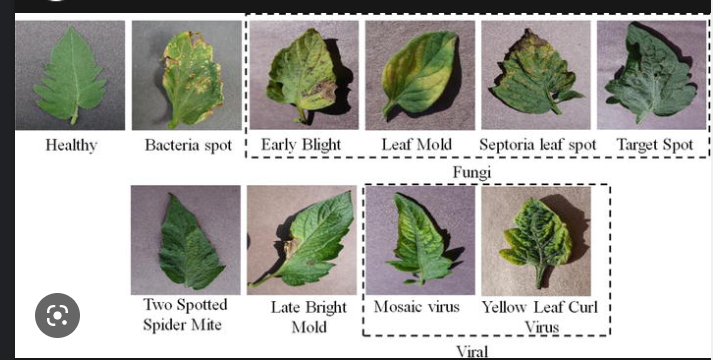 Healthy
Bacteria spot
Early Blight
Leaf Mold
Septoria leaf spot
Target Spot
Fungi
Two Spotted
Spider Mite
Late Bright
Mold
Mosaic virus
Yellow Leaf Curl
Virus
Viral